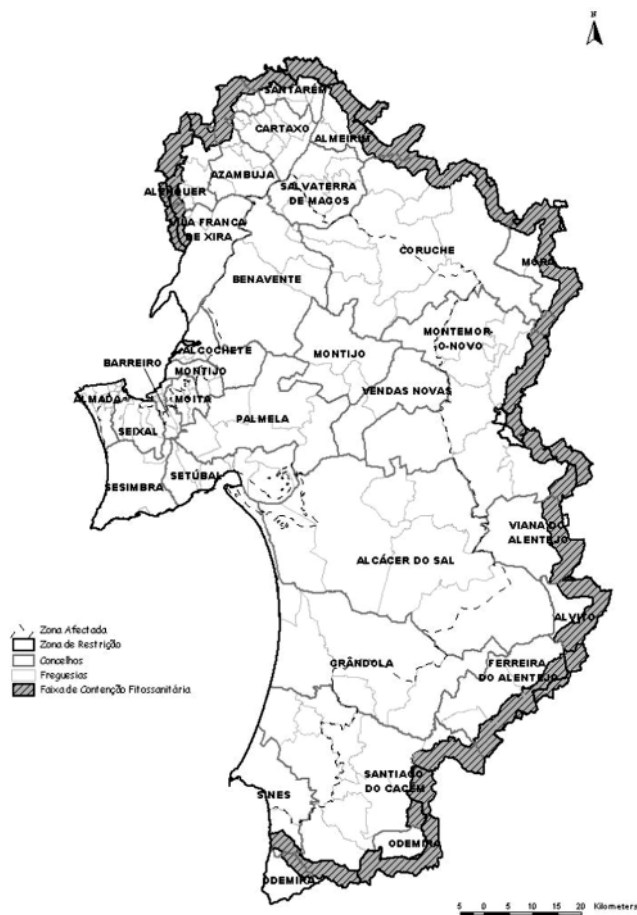 N
SANTARÉM
CARTAXO
ALMEIRIM
AZAMBUJA
ALENQUER
SALVATERRA
DE MAGOS
VILA FRANCA
DE XIRA
CORUCHE
MORA
BENAVENTE
MONTEMOR-
O-NOVO
ALCOCHETE
MONTIJO
BARREIRO
MONTIJO
VENDAS NOVAS
ALMADA
MOITA
PALMELA
SEIXAL
SETÚBAL
SESIMBRA
VIANA DO
ALENTEJO
ALCÁCER DO SAL
ALVITO
Zona Afectada
Zona de Restrição
Concelhos
Freguesias
Faixa de Contenção Fitossanitária
GRÂNDOLA
FERREIRA
DO ALENTEJO
SANTIAGO
DO CACÉM
SINES
ODEMIRA
ODEMIRA
5 0 5 10 15 20 Kilometers